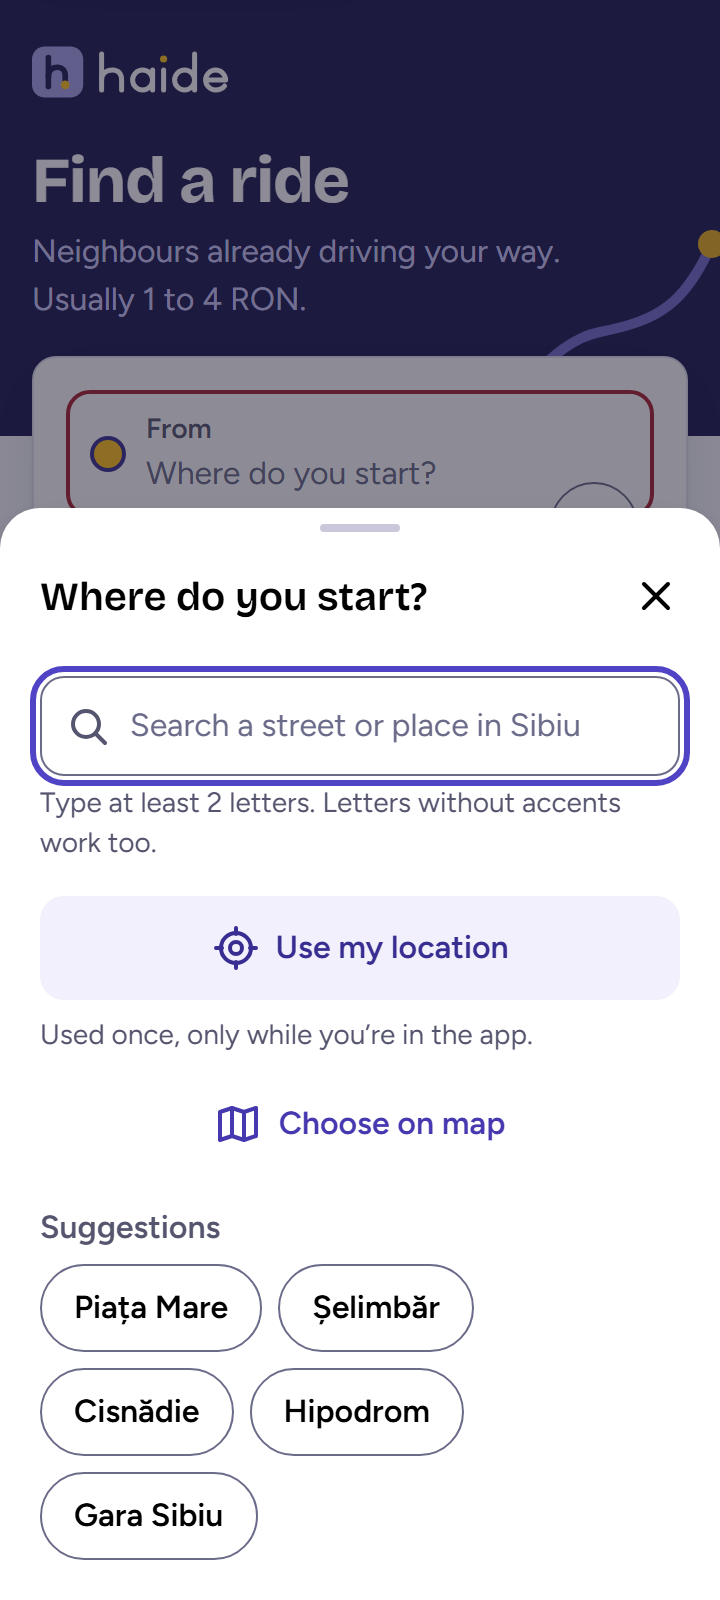 h.
haide
Find a ride
Neighbours already driving your way.
Usually 1 to 4 RON.
From
Where do you start?
Where do you start?
Search a street or place in Sibiu
Type at least 2 letters. Letters without accents
work too.
Use my location
Used once, only while you’re in the app.
Choose on map
Suggestions
Piața Mare
Șelimbăr
Cisnădie
Hipodrom
Gara Sibiu